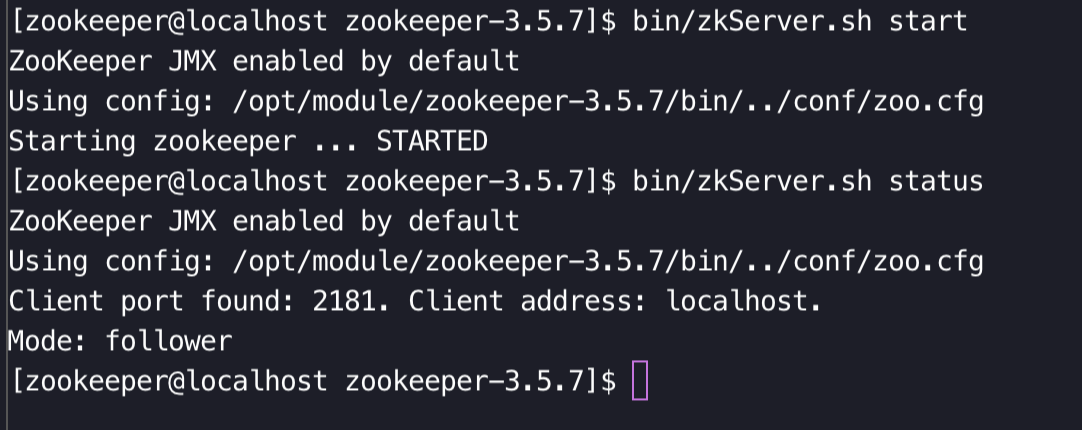 [zookeeper@localhost zookeeper-3.5.7]$ bin/zkServer.sh start
ZooKeeper JMX enabled by default
Using config: /opt/module/zookeeper-3.5.7/bin/../conf/zoo.cfg
Starting zookeeper ... STARTED
[zookeeper@localhost zookeeper-3.5.7]$ bin/zkServer.sh status
ZooKeeper JMX enabled by default
Using config: /opt/module/zookeeper-3.5.7/bin/../conf/zoo.cfg
Client port found: 2181. Client address: localhost.
Mode: follower
[zookeeper@localhost zookeeper-3.5.7]$